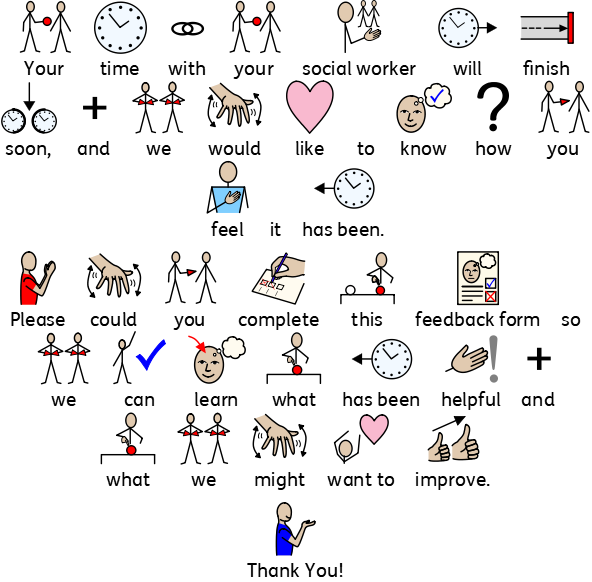 Your time with your social worker will finish
soon, and we would like to know how you
feel it has been.
Please could you complete this feedback form so
we can learn what has been helpful and
what we might want to improve.
Thank You!